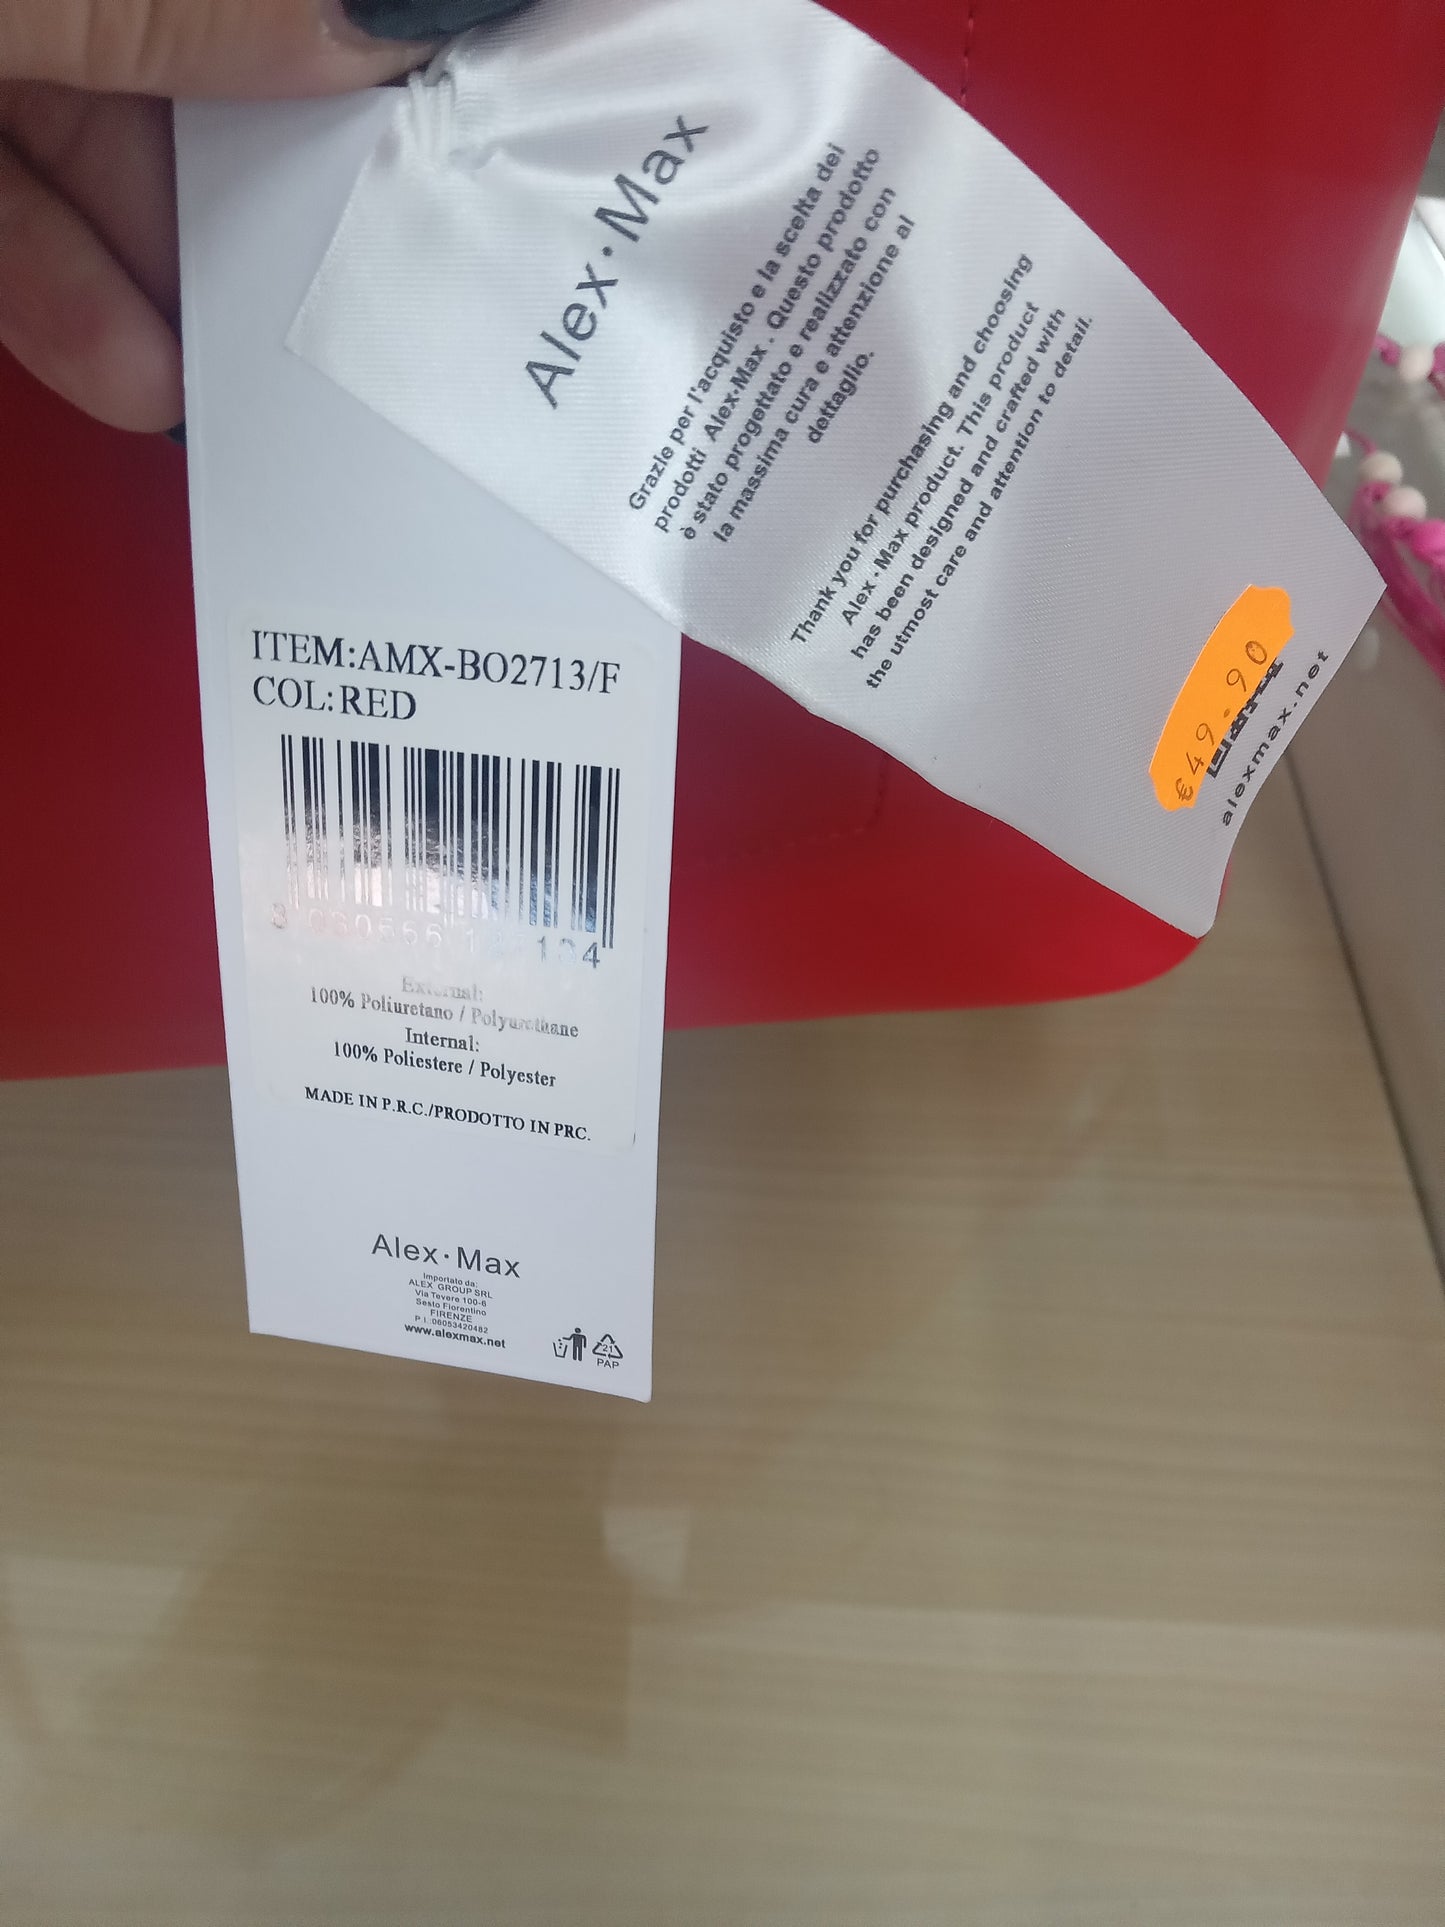 Alex·Max
Grazie per l'acquisto e la scelta dei
prodotti Alex·Max. Questo prodotto
è stato progettato e realizzato con
la massima cura e attenzione al
dettaglio.
Thank you for purchasing and choosing
Alex·Max product. This product
has been designed and crafted with
the utmost care and attention to detail.
€49.90
alexmax.net
ITEM:AMX-BO2713/F
COL:RED
External:
100% Poliuretano / Polyurethane
Internal:
100% Poliestere / Polyester
MADE IN P.R.C./PRODOTTO IN PRC.
Alex·Max
Importato da:
ALEX GROUP SRL
Via Tevere 100-6
Sesto Fiorentino
FIRENZE
P.I.:06053420482
www.alexmax.net
21
PAP